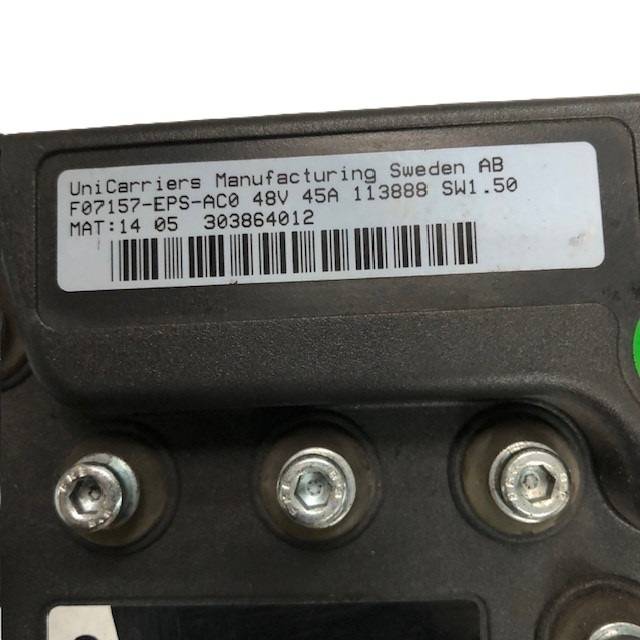 UniCarriers Manufacturing Sweden AB
F07157-EPS-AC0 48V 45A 113888 SW1.50
MAT:14 05 303864012